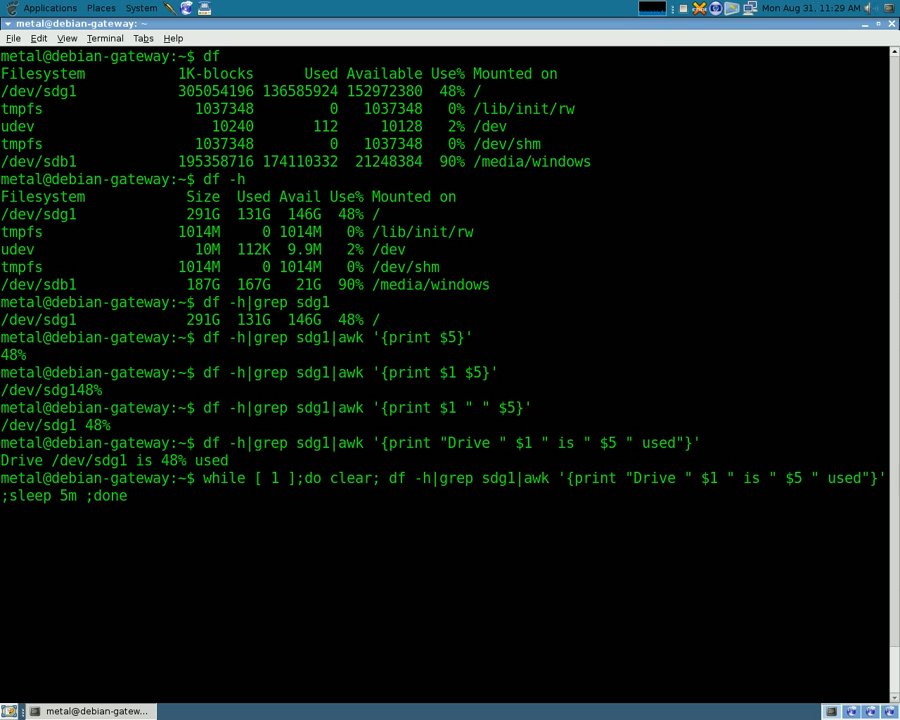 Applications Places System Mon Aug 31, 11:29 AM
metal@debian-gateway: ~
File Edit View Terminal Tabs Help
metal@debian-gateway:~$ df
Filesystem           1K-blocks      Used Available Use% Mounted on
/dev/sdg1            305054196 136585924 152972380  48% /
tmpfs                  1037348         0   1037348   0% /lib/init/rw
udev                     10240       112     10128   2% /dev
tmpfs                  1037348         0   1037348   0% /dev/shm
/dev/sdb1            195358716 174110332  21248384  90% /media/windows
metal@debian-gateway:~$ df -h
Filesystem            Size  Used Avail Use% Mounted on
/dev/sdg1             291G  131G  146G  48% /
tmpfs                1014M     0 1014M   0% /lib/init/rw
udev                   10M  112K  9.9M   2% /dev
tmpfs                1014M     0 1014M   0% /dev/shm
/dev/sdb1             187G  167G   21G  90% /media/windows
metal@debian-gateway:~$ df -h|grep sdg1
/dev/sdg1             291G  131G  146G  48% /
metal@debian-gateway:~$ df -h|grep sdg1|awk '{print $5}'
48%
metal@debian-gateway:~$ df -h|grep sdg1|awk '{print $1 $5}'
/dev/sdg148%
metal@debian-gateway:~$ df -h|grep sdg1|awk '{print $1 " " $5}'
/dev/sdg1 48%
metal@debian-gateway:~$ df -h|grep sdg1|awk '{print "Drive " $1 " is " $5 " used"}'
Drive /dev/sdg1 is 48% used
metal@debian-gateway:~$ while [ 1 ];do clear; df -h|grep sdg1|awk '{print "Drive " $1 " is " $5 " used"}'
;sleep 5m ;done
metal@debian-gatew...